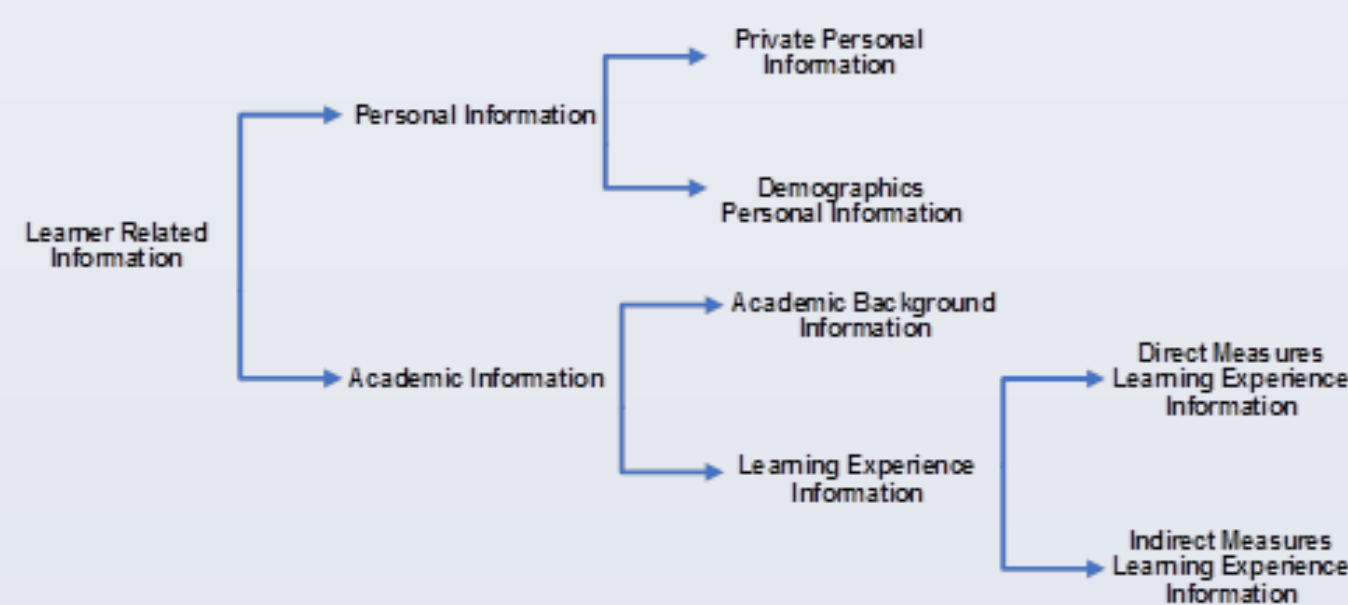 Private Personal
Information
Personal Information
Demographics
Personal Information
Learner Related
Information
Academic Background
Information
Academic Information
Direct Measures
Learning Experience
Information
Learning Experience
Information
Indirect Measures
Learning Experience
Information